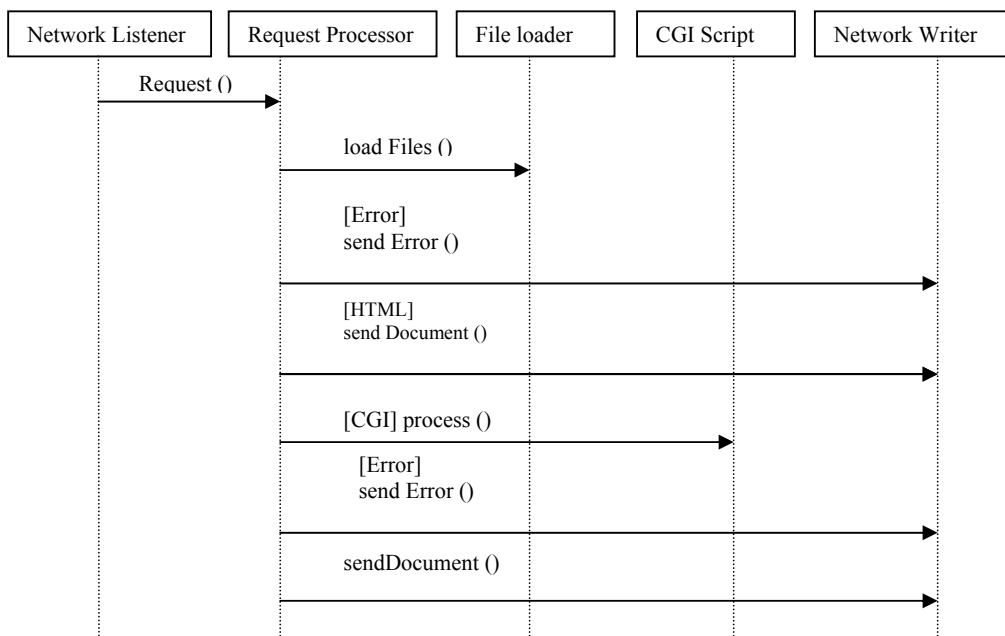 Network Listener
Request Processor
File loader
CGI Script
Network Writer
Request ()
load Files ()
[Error]
send Error ()
[HTML]
send Document ()
[CGI] process ()
[Error]
send Error ()
sendDocument ()